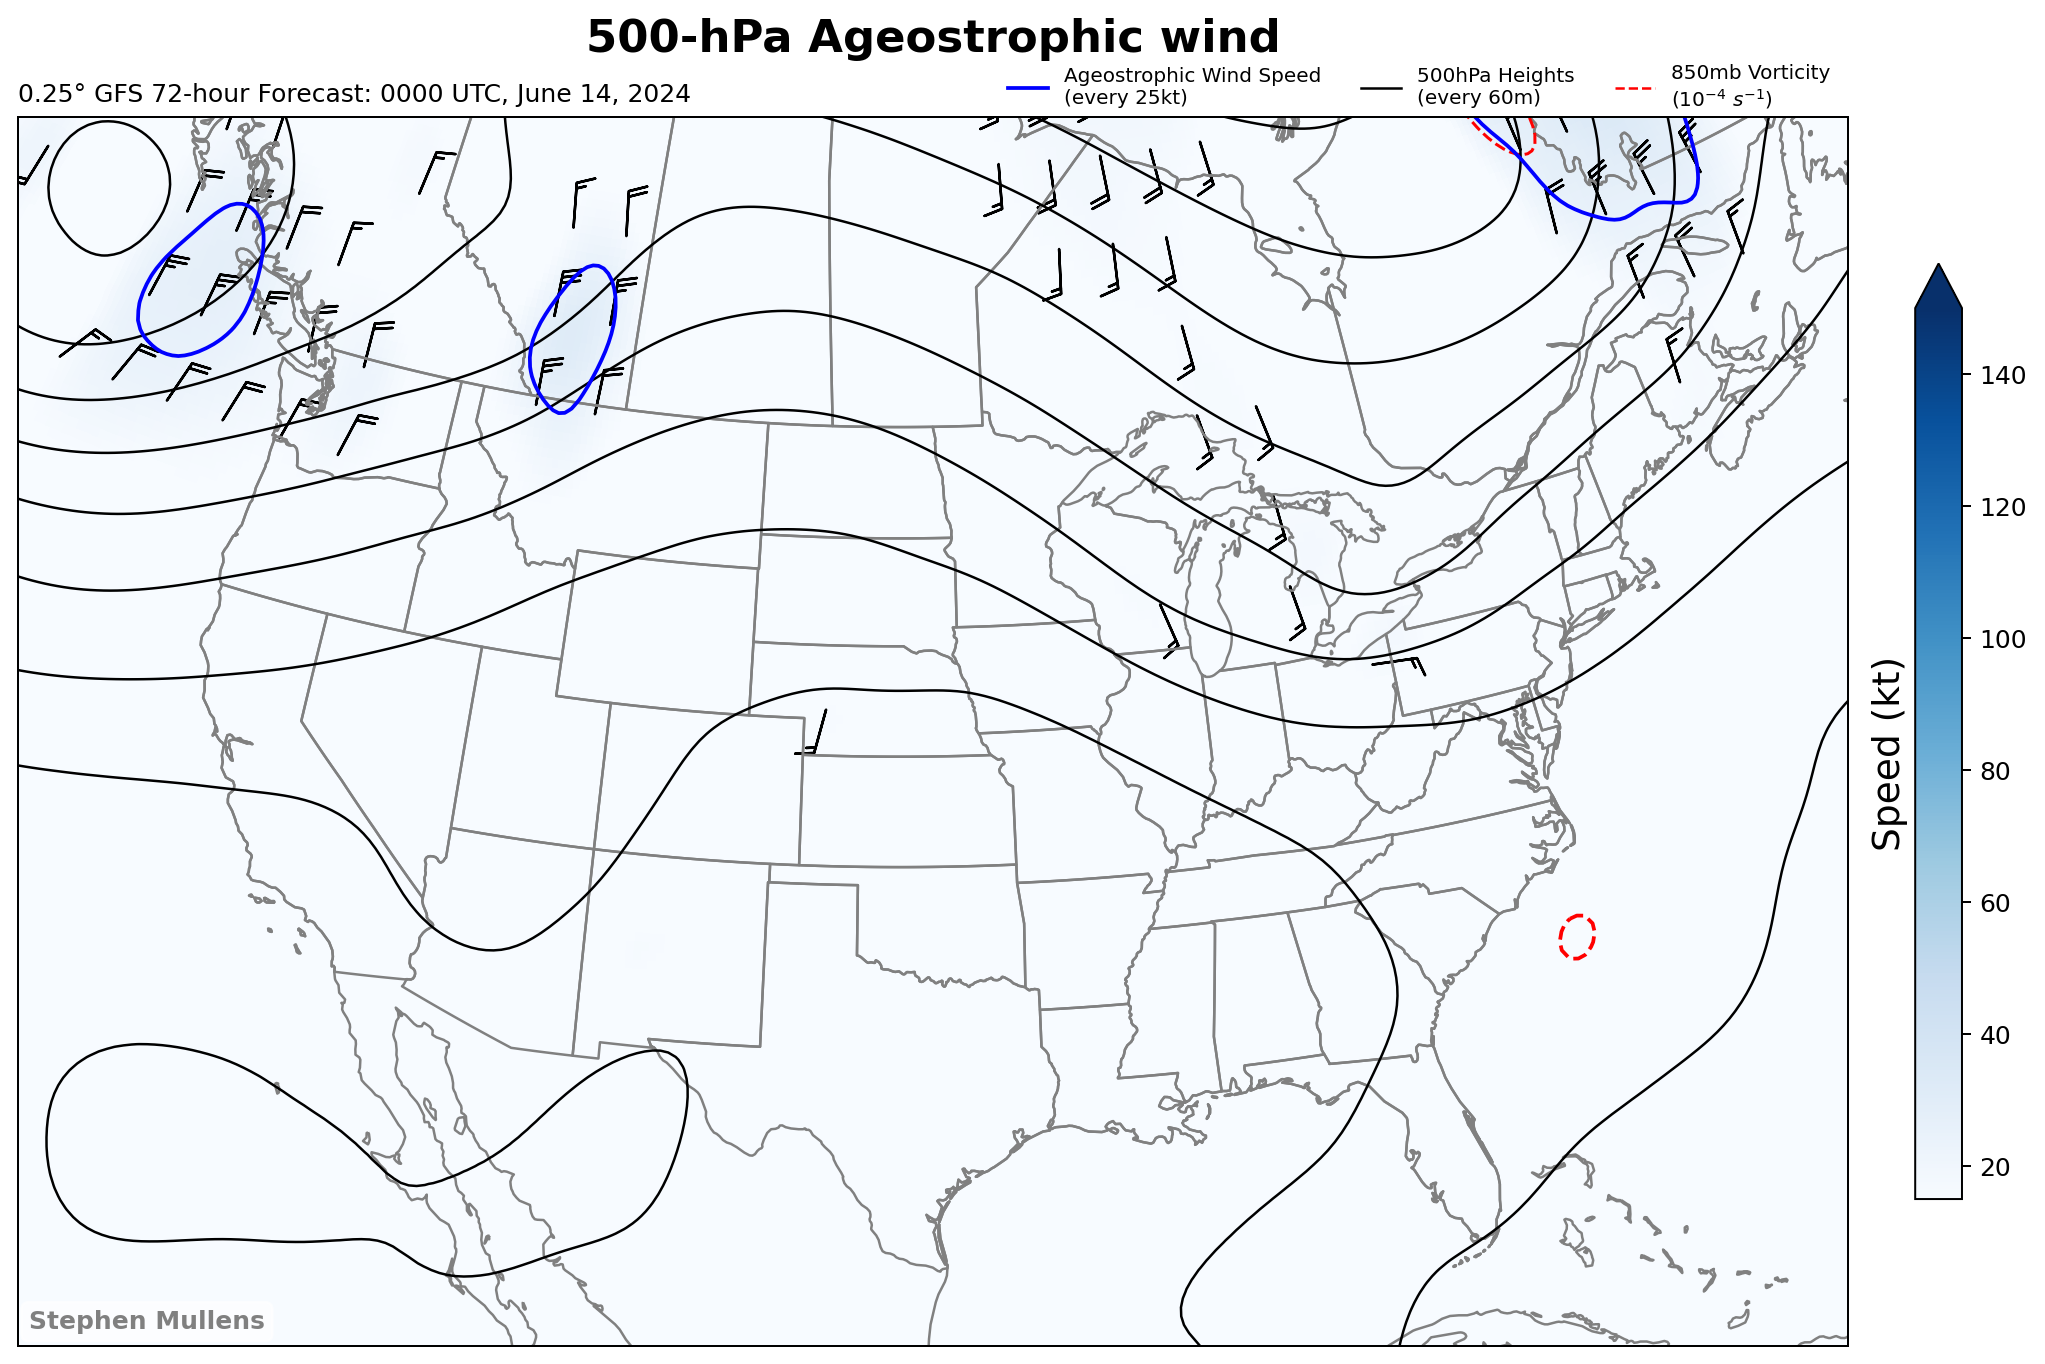 500-hPa Ageostrophic wind
0.25° GFS 72-hour Forecast: 0000 UTC, June 14, 2024
Ageostrophic Wind Speed
(every 25kt)
500hPa Heights
(every 60m)
850mb Vorticity
(10⁻⁴ s⁻¹)
140
120
100
80
60
40
20
Speed (kt)
Stephen Mullens